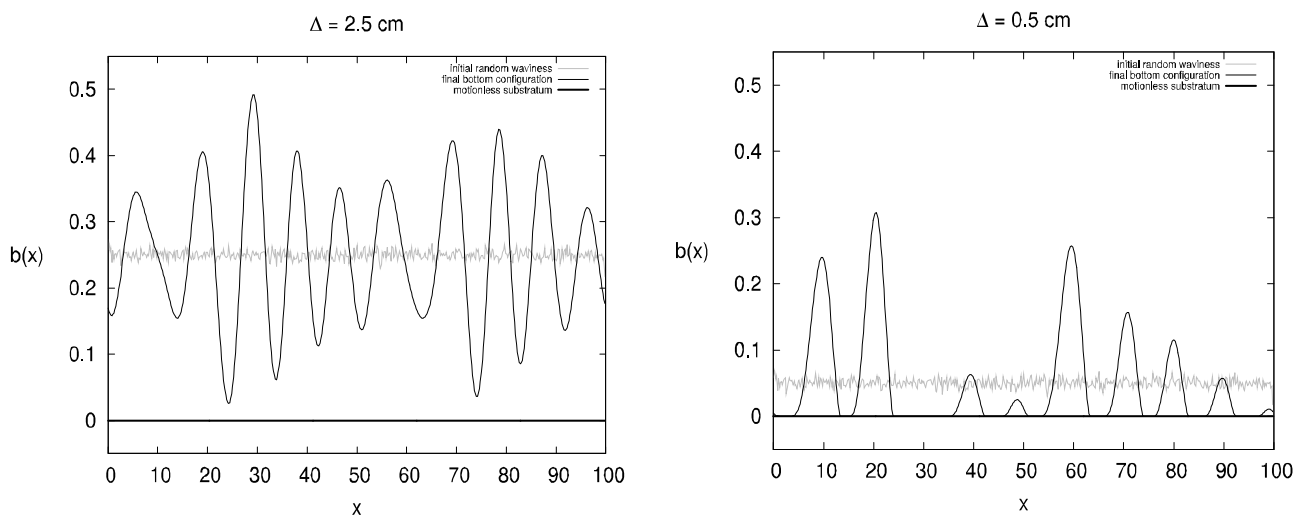 Δ = 2.5 cm
initial random waviness
final bottom configuration
motionless substratum
0.5
0.4
0.3
0.2
0.1
0
b(x)
0 10 20 30 40 50 60 70 80 90 100
x
Δ = 0.5 cm
initial random waviness
final bottom configuration
motionless substratum
0.5
0.4
0.3
0.2
0.1
0
b(x)
0 10 20 30 40 50 60 70 80 90 100
x